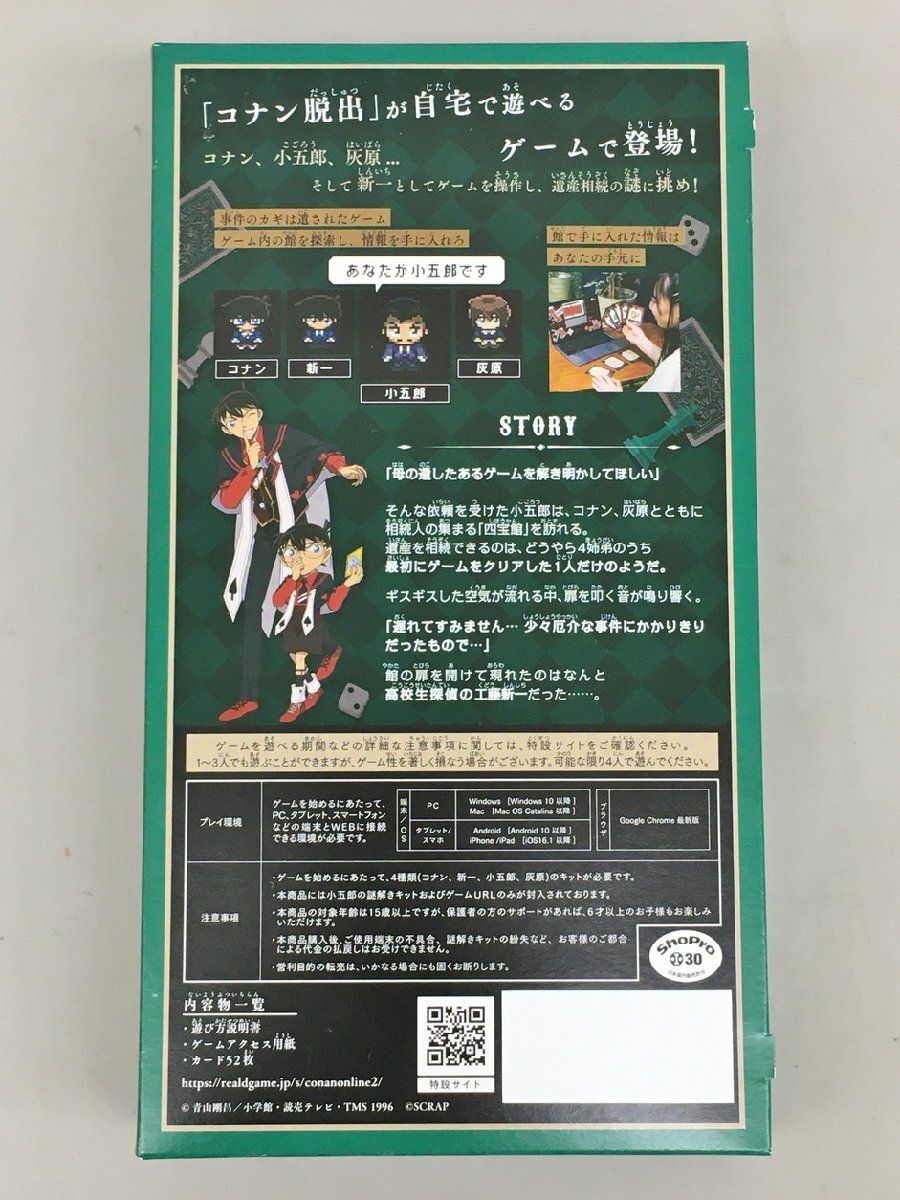 「コナン脱出」が自宅で遊べる
ゲームで登場!
コナン、小五郎、灰原...
そして新一としてゲームを操作し、遺産相続の謎に挑め!
事件のカギは遺されたゲーム
ゲーム内の館を探索し、情報を手に入れろ
館で手に入れた情報は
あなたの手元に
あなたが小五郎です
コナン
新一
小五郎
灰原
STORY
「母の遺したあるゲームを解き明かしてほしい」
そんな依頼を受けた小五郎は、コナン、灰原とともに
相続人の集まる「四宝館」を訪れる。
遺産を相続できるのは、どうやら4姉弟のうち
最初にゲームをクリアした1人だけのようだ。
ギスギスした空気が流れる中、扉を叩く音が鳴り響く。
「遅れてすみません…少々厄介な事件にかかりきり
だったもので…」
館の扉を開けて現れたのはなんと
高校生探偵の工藤新一だった……。
ゲームを遊べる期間などの詳細な注意事項に関しては、特設サイトをご確認ください。
1~3人でも遊ぶことができますが、ゲーム性を著しく損なう場合がございます。可能な限り4人で遊んでください。
プレイ環境
ゲームを始めるにあたって、
PC、タブレット、スマートフォン
などの端末とWEBに接続
できる環境が必要です。
端末/OS
PC
Windows [Windows 10 以降]
Mac [Mac OS Catalina 以降]
タブレット/
スマホ
Android [Android 10 以降]
iPhone/iPad [iOS16.1 以降]
ブラウザ
Google Chrome 最新版
注意事項
・ゲームを始めるにあたって、4種類(コナン、新一、小五郎、灰原)のキットが必要です。
・本商品には小五郎の謎解きキットおよびゲームURLのみが封入されております。
・本商品の対象年齢は15歳以上ですが、保護者の方のサポートがあれば、6才以上のお子様もお楽しみ
いただけます。
・本商品購入後、ご使用端末の不具合、謎解きキットの紛失など、お客様のご都合
による代金の払戻しはお受けできません。
・営利目的の転売は、いかなる場合にも固くお断りします。
ShoPro
30
日本国内販売許諾
内容物一覧
・遊び方説明書
・ゲームアクセス用紙
・カード52枚
https://realdgame.jp/s/conanonline2/
特設サイト
© 青山剛昌/小学館・読売テレビ・TMS 1996 ©SCRAP